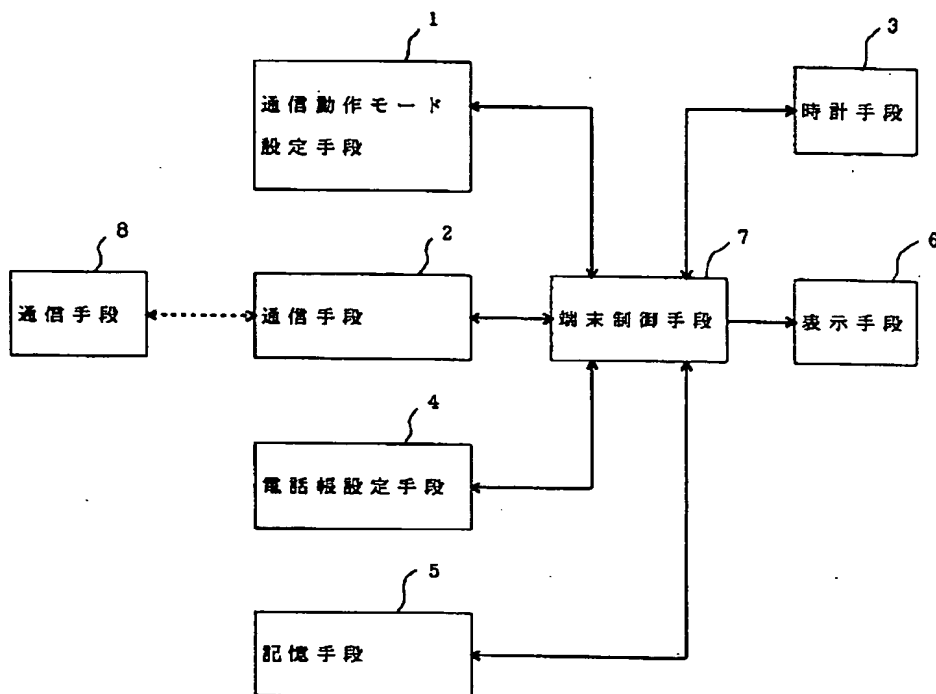 1
通信動作モード
設定手段
3
時計手段
8
通信手段
2
通信手段
7
端末制御手段
6
表示手段
4
電話帳設定手段
5
記憶手段